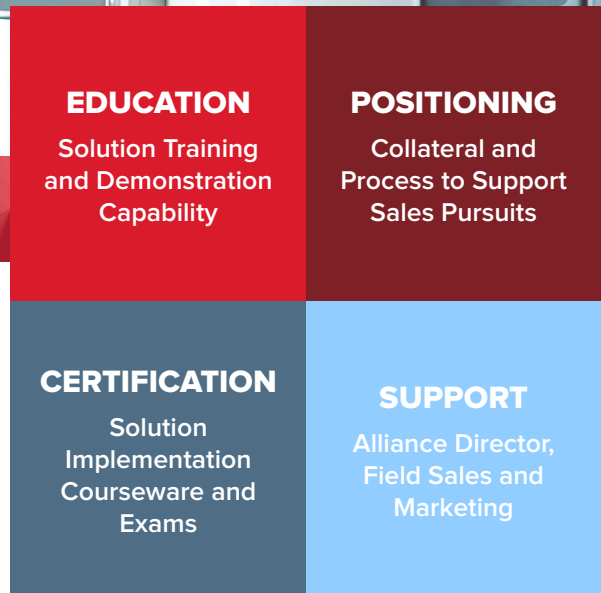 EDUCATION
Solution Training
and Demonstration
Capability
POSITIONING
Collateral and
Process to Support
Sales Pursuits
CERTIFICATION
Solution
Implementation
Courseware and
Exams
SUPPORT
Alliance Director,
Field Sales and
Marketing